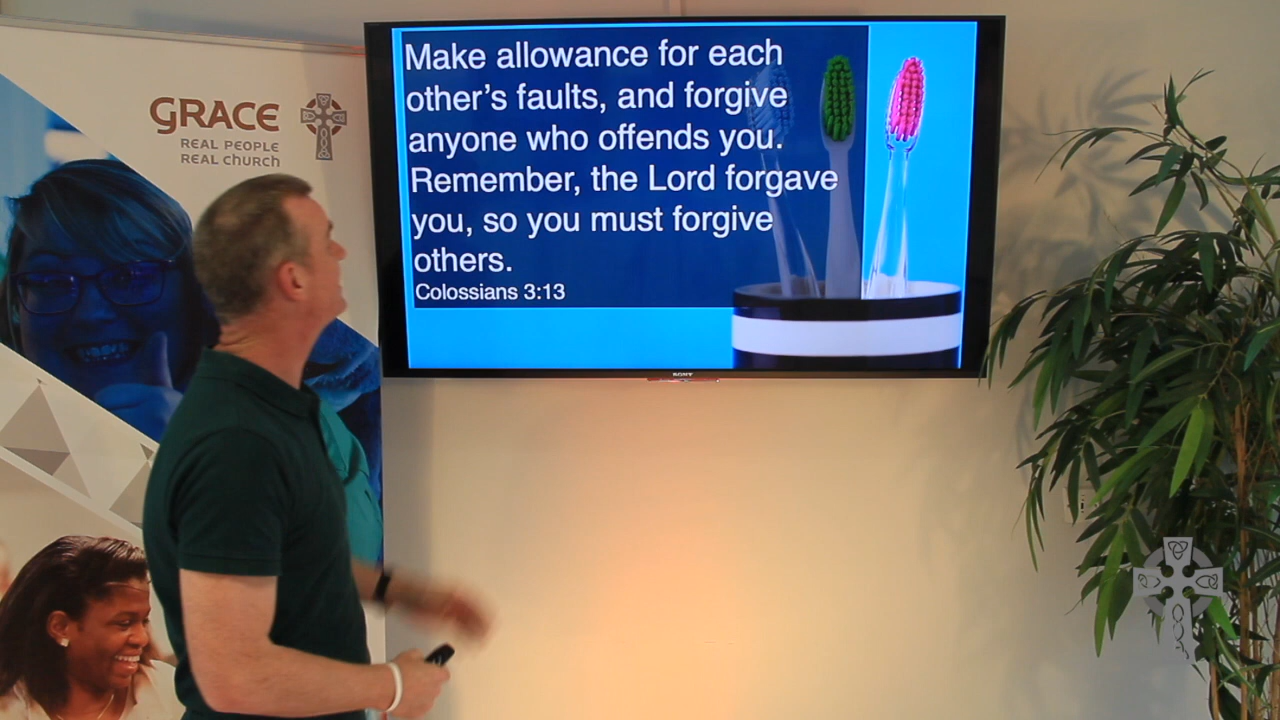 GRACE
REAL PEOPLE
REAL CHURCH
Make allowance for each
other's faults, and forgive
anyone who offends you.
Remember, the Lord forgave
you, so you must forgive
others.
Colossians 3:13
SONY